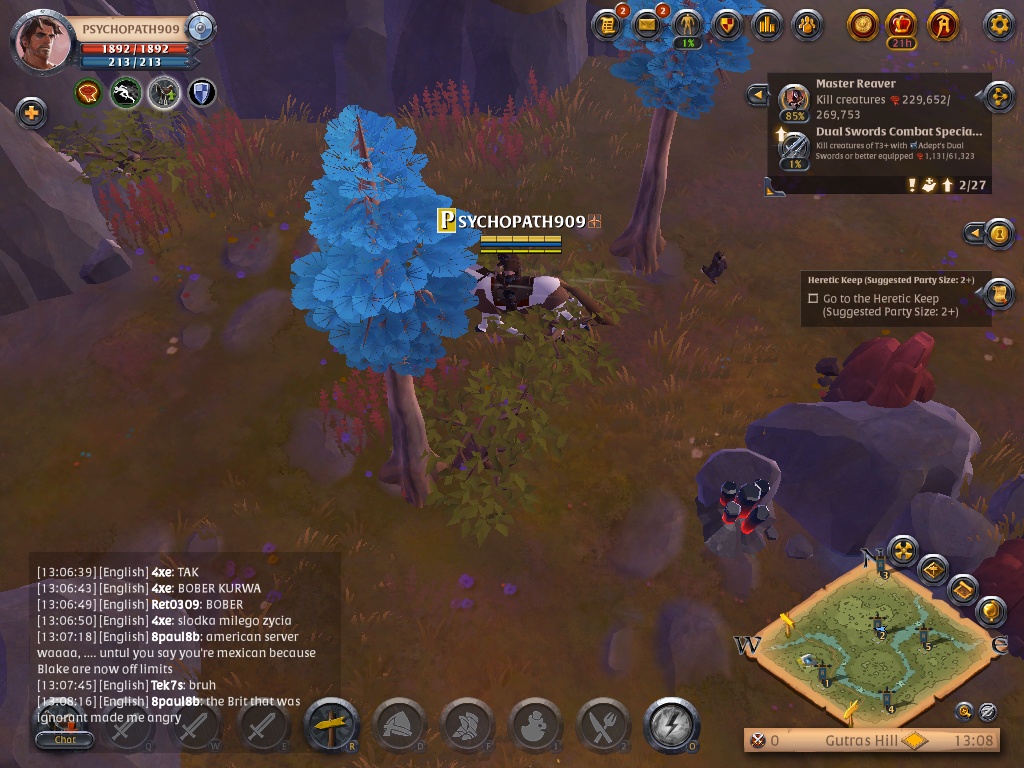 PSYCHOPATH909
1892 / 1892
213 / 213
2
2
1%
21h
Master Reaver
Kill creatures 229,652/
269,753
85%
Dual Swords Combat Specia...
Kill creatures of T3+ with Adept's Dual
Swords or better equipped 1,131/61,323
1%
2/27
PSYCHOPATH909
Heretic Keep (Suggested Party Size: 2+)
Go to the Heretic Keep
(Suggested Party Size: 2+)
[13:06:39] [English] 4xe: TAK
[13:06:43] [English] 4xe: BOBER KURWA
[13:06:49] [English] Ret0309: BOBER
[13:06:50] [English] 4xe: slodka milego zycia
[13:07:18] [English] 8paul8b: american server
waaaa, .... untul you say you're mexican because
Blake are now off limits
[13:07:45] [English] Tek7s: bruh
[13:08:16] [English] 8paul8b: the Brit that was
ignorant made me angry
Chat
Q
W
E
R
D
F
1
2
O
N
W
E
3
2
5
1
4
0
Gutras Hill
13:08